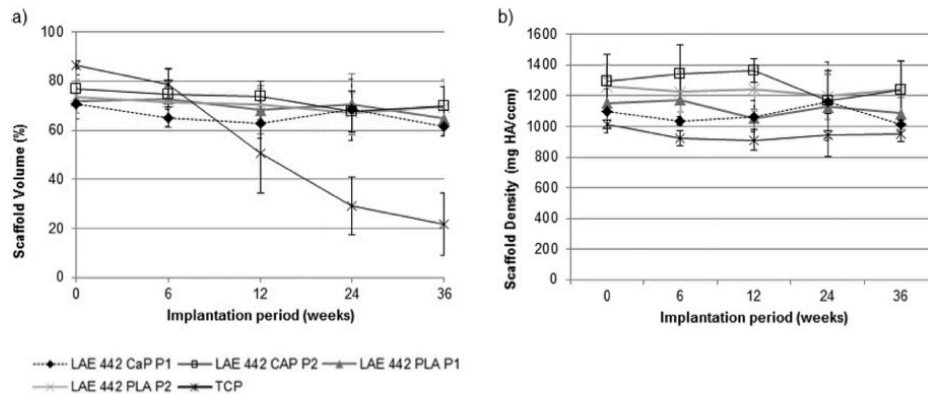 a)
100
80
60
40
20
0
Scaffold Volume (%)
0 6 12 24 36
Implantation period (weeks)
b)
1600
1400
1200
1000
800
600
400
200
0
Scaffold Density (mg HA/ccm)
0 6 12 24 36
Implantation period (weeks)
LAE 442 CaP P1 LAE 442 CAP P2 LAE 442 PLA P1
LAE 442 PLA P2 TCP